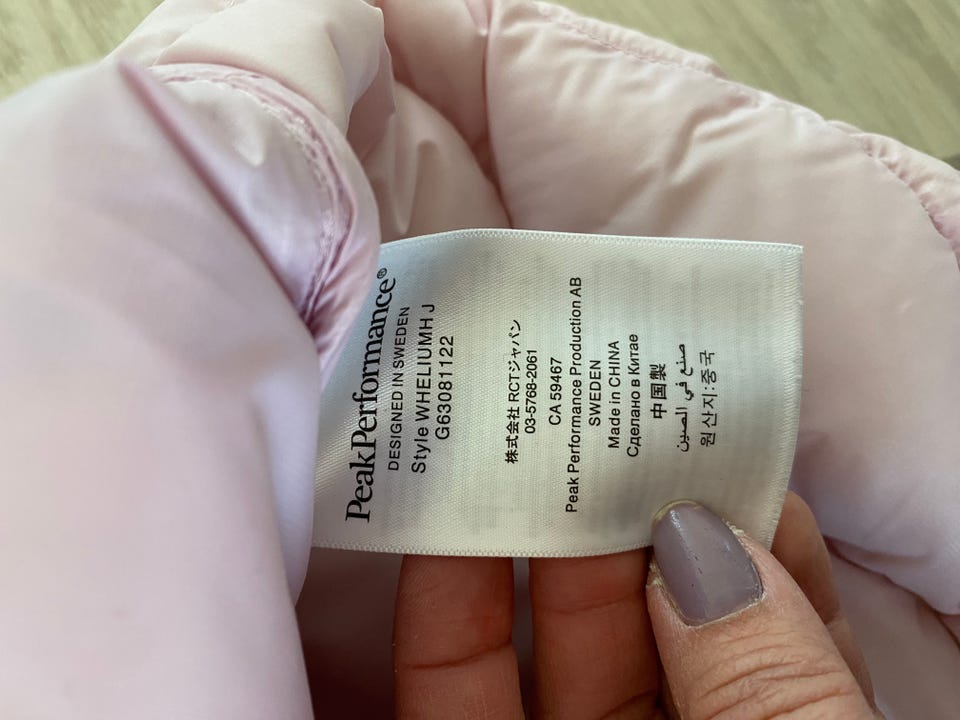 PeakPerformance®
DESIGNED IN SWEDEN
Style WHELIUMH J
G63081122
株式会社 RCTジャパン
03-5768-2061
CA 59467
Peak Performance Production AB
SWEDEN
Made in CHINA
Сделано в Китае
中国製
صنع في الصين
원산지:중국